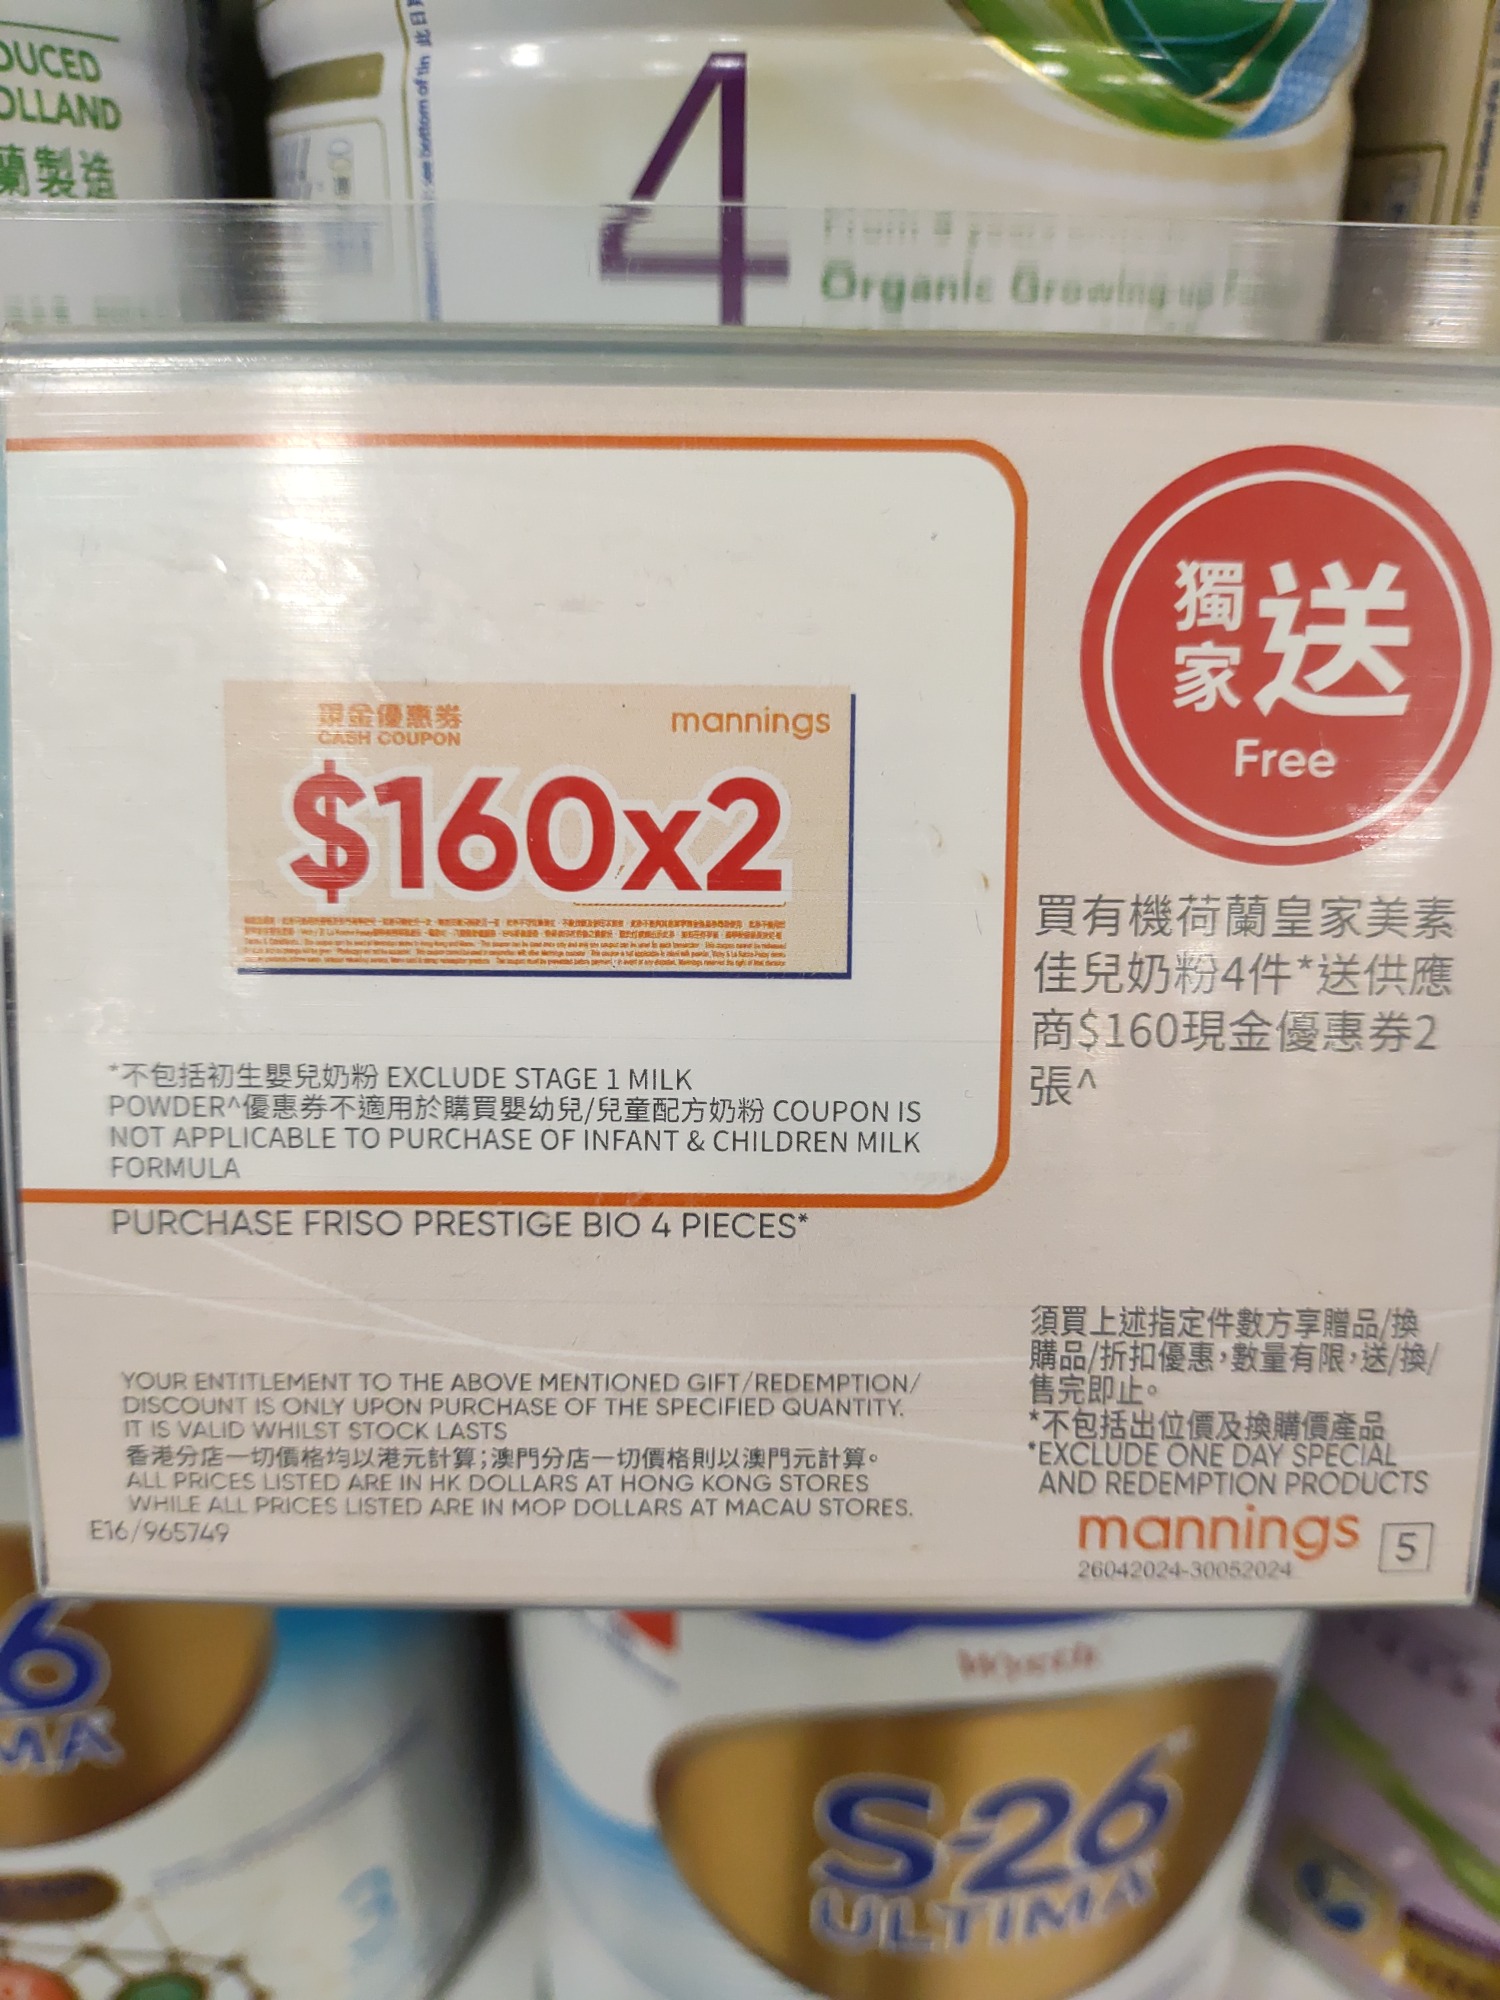 DUCED
OLLAND
蘭製造
see bottom of tin 此日
4
Organic Growing up
現金優惠券
CASH COUPON
mannings
$160x2
獨家送
Free
買有機荷蘭皇家美素
佳兒奶粉4件*送供應
商$160現金優惠券2
張^
*不包括初生嬰兒奶粉 EXCLUDE STAGE 1 MILK
POWDER^優惠券不適用於購買嬰幼兒/兒童配方奶粉 COUPON IS
NOT APPLICABLE TO PURCHASE OF INFANT & CHILDREN MILK
FORMULA
PURCHASE FRISO PRESTIGE BIO 4 PIECES*
須買上述指定件數方享贈品/換
購品/折扣優惠,數量有限,送/換/
售完即止。
*不包括出位價及換購價產品
*EXCLUDE ONE DAY SPECIAL
AND REDEMPTION PRODUCTS
YOUR ENTITLEMENT TO THE ABOVE MENTIONED GIFT/REDEMPTION/
DISCOUNT IS ONLY UPON PURCHASE OF THE SPECIFIED QUANTITY.
IT IS VALID WHILST STOCK LASTS
香港分店一切價格均以港元計算;澳門分店一切價格則以澳門元計算。
ALL PRICES LISTED ARE IN HK DOLLARS AT HONG KONG STORES
WHILE ALL PRICES LISTED ARE IN MOP DOLLARS AT MACAU STORES.
E16/965749
mannings 5
26042024-30052024
6
MA
3
Wyeth
S-26
ULTIMA